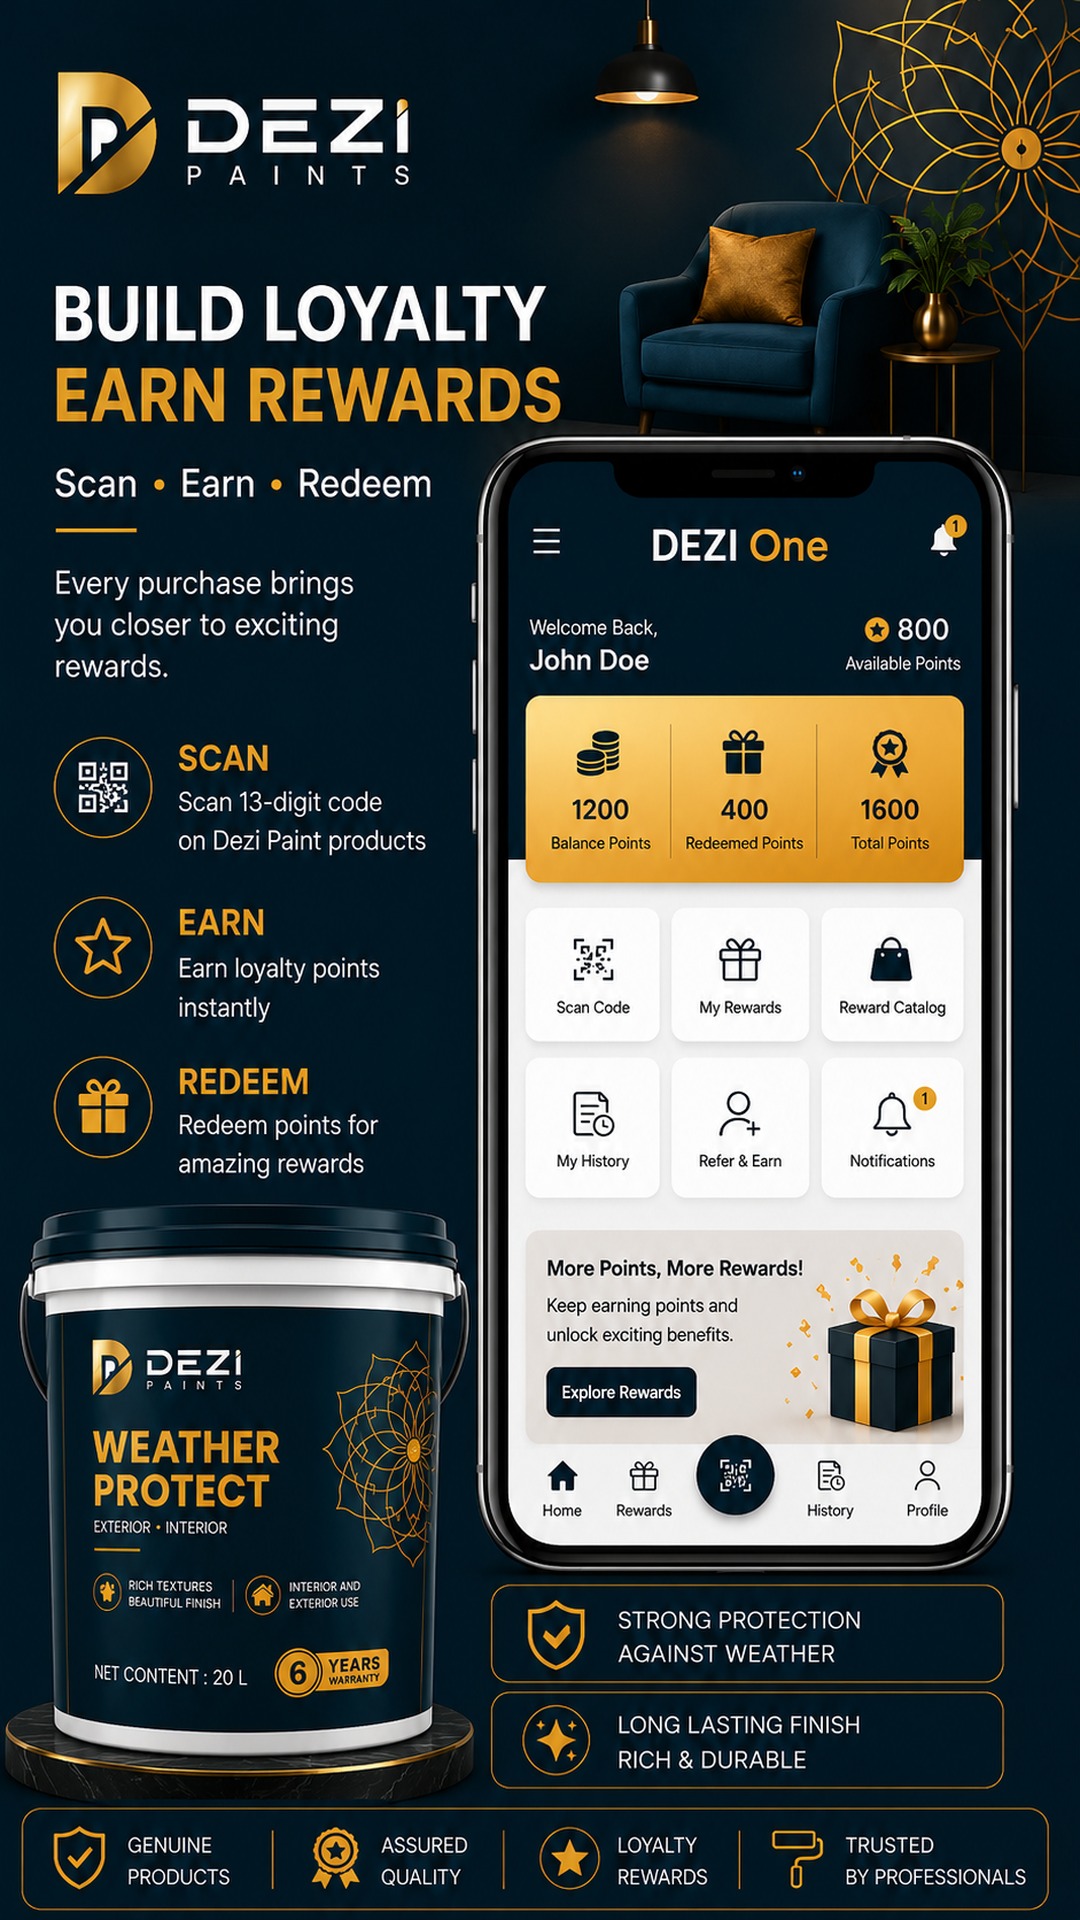 DEZI
PAINTS
BUILD LOYALTY
EARN REWARDS
Scan • Earn • Redeem
Every purchase brings
you closer to exciting
rewards.
SCAN
Scan 13-digit code
on Dezi Paint products
EARN
Earn loyalty points
instantly
REDEEM
Redeem points for
amazing rewards
DEZI One
1
Welcome Back,
John Doe
800
Available Points
1200
Balance Points
400
Redeemed Points
1600
Total Points
Scan Code
My Rewards
Reward Catalog
My History
Refer & Earn
1
Notifications
More Points, More Rewards!
Keep earning points and
unlock exciting benefits.
Explore Rewards
Home
Rewards
History
Profile
DEZI
PAINTS
WEATHER
PROTECT
EXTERIOR • INTERIOR
RICH TEXTURES
BEAUTIFUL FINISH
INTERIOR AND
EXTERIOR USE
NET CONTENT : 20 L
6 YEARS
WARRANTY
STRONG PROTECTION
AGAINST WEATHER
LONG LASTING FINISH
RICH & DURABLE
GENUINE
PRODUCTS
ASSURED
QUALITY
LOYALTY
REWARDS
TRUSTED
BY PROFESSIONALS